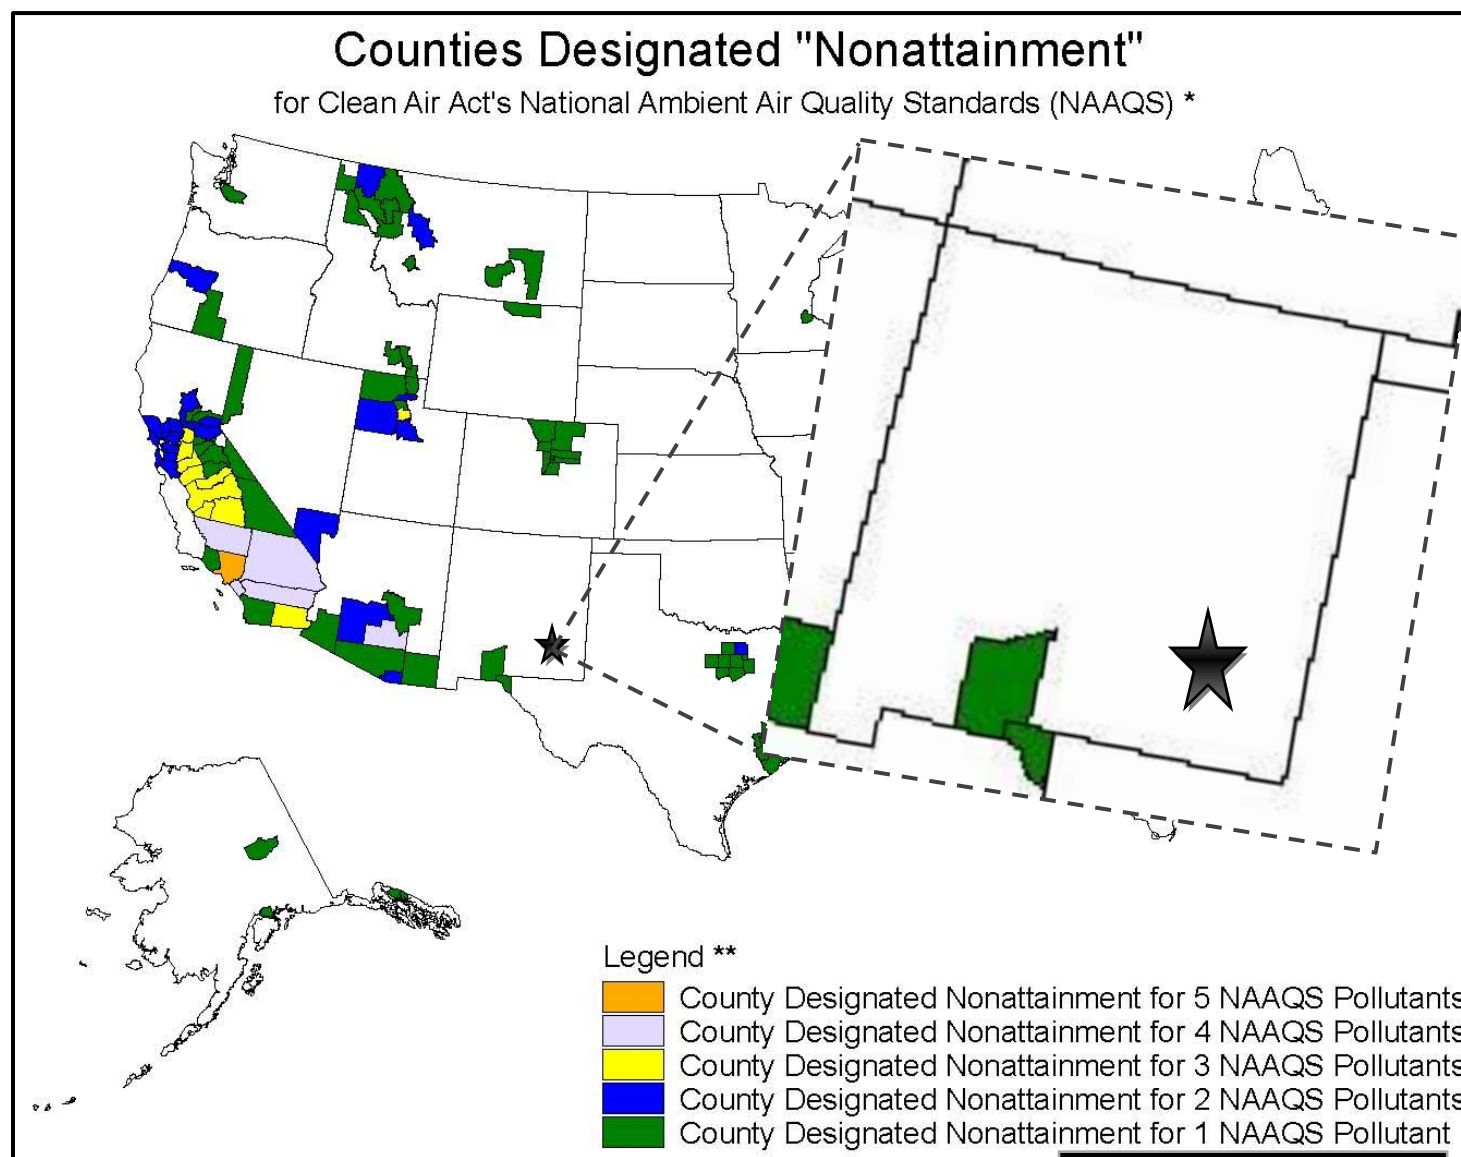 Counties Designated "Nonattainment"
for Clean Air Act's National Ambient Air Quality Standards (NAAQS) *
Legend **
County Designated Nonattainment for 5 NAAQS Pollutants
County Designated Nonattainment for 4 NAAQS Pollutants
County Designated Nonattainment for 3 NAAQS Pollutants
County Designated Nonattainment for 2 NAAQS Pollutants
County Designated Nonattainment for 1 NAAQS Pollutant